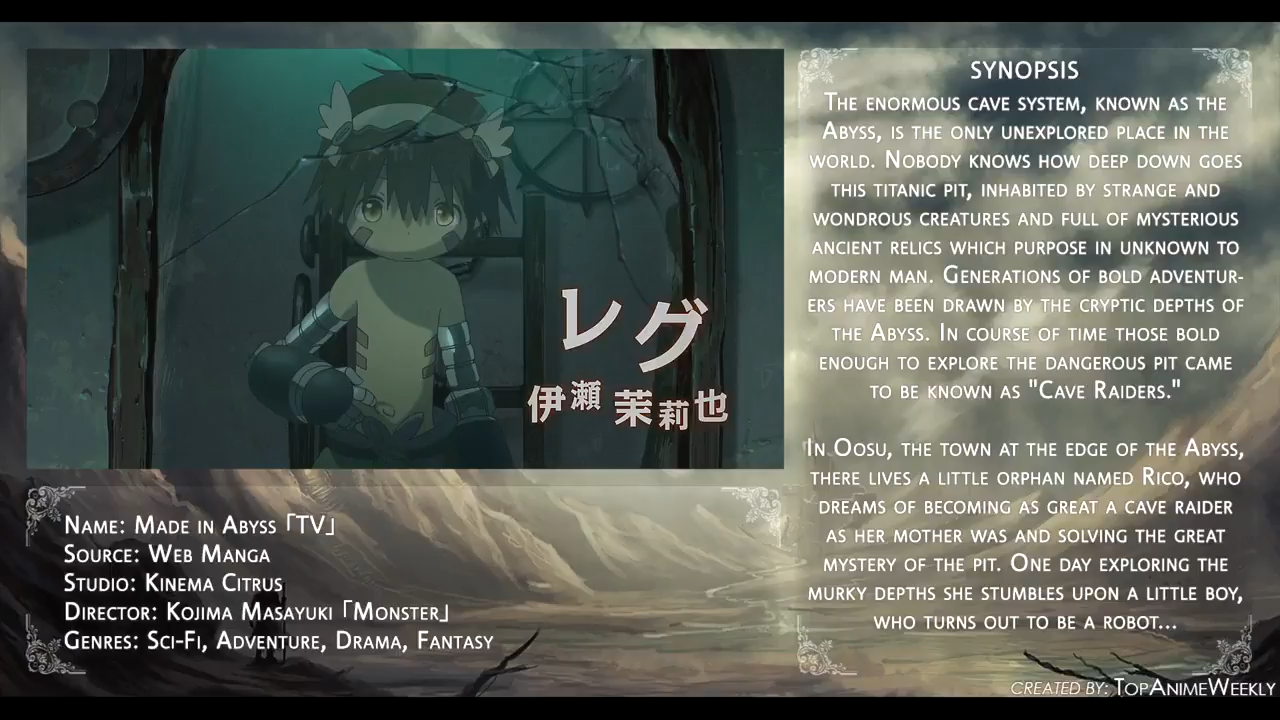 レグ
伊瀬 茉莉也
NAME: MADE IN ABYSS「TV」
SOURCE: WEB MANGA
STUDIO: KINEMA CITRUS
DIRECTOR: KOJIMA MASAYUKI「MONSTER」
GENRES: SCI-FI, ADVENTURE, DRAMA, FANTASY
SYNOPSIS
THE ENORMOUS CAVE SYSTEM, KNOWN AS THE
ABYSS, IS THE ONLY UNEXPLORED PLACE IN THE
WORLD. NOBODY KNOWS HOW DEEP DOWN GOES
THIS TITANIC PIT, INHABITED BY STRANGE AND
WONDROUS CREATURES AND FULL OF MYSTERIOUS
ANCIENT RELICS WHICH PURPOSE IN UNKNOWN TO
MODERN MAN. GENERATIONS OF BOLD ADVENTUR-
ERS HAVE BEEN DRAWN BY THE CRYPTIC DEPTHS OF
THE ABYSS. IN COURSE OF TIME THOSE BOLD
ENOUGH TO EXPLORE THE DANGEROUS PIT CAME
TO BE KNOWN AS "CAVE RAIDERS."
IN OOSU, THE TOWN AT THE EDGE OF THE ABYSS,
THERE LIVES A LITTLE ORPHAN NAMED RICO, WHO
DREAMS OF BECOMING AS GREAT A CAVE RAIDER
AS HER MOTHER WAS AND SOLVING THE GREAT
MYSTERY OF THE PIT. ONE DAY EXPLORING THE
MURKY DEPTHS SHE STUMBLES UPON A LITTLE BOY,
WHO TURNS OUT TO BE A ROBOT...
CREATED BY: TOPANIMEWEEKLY